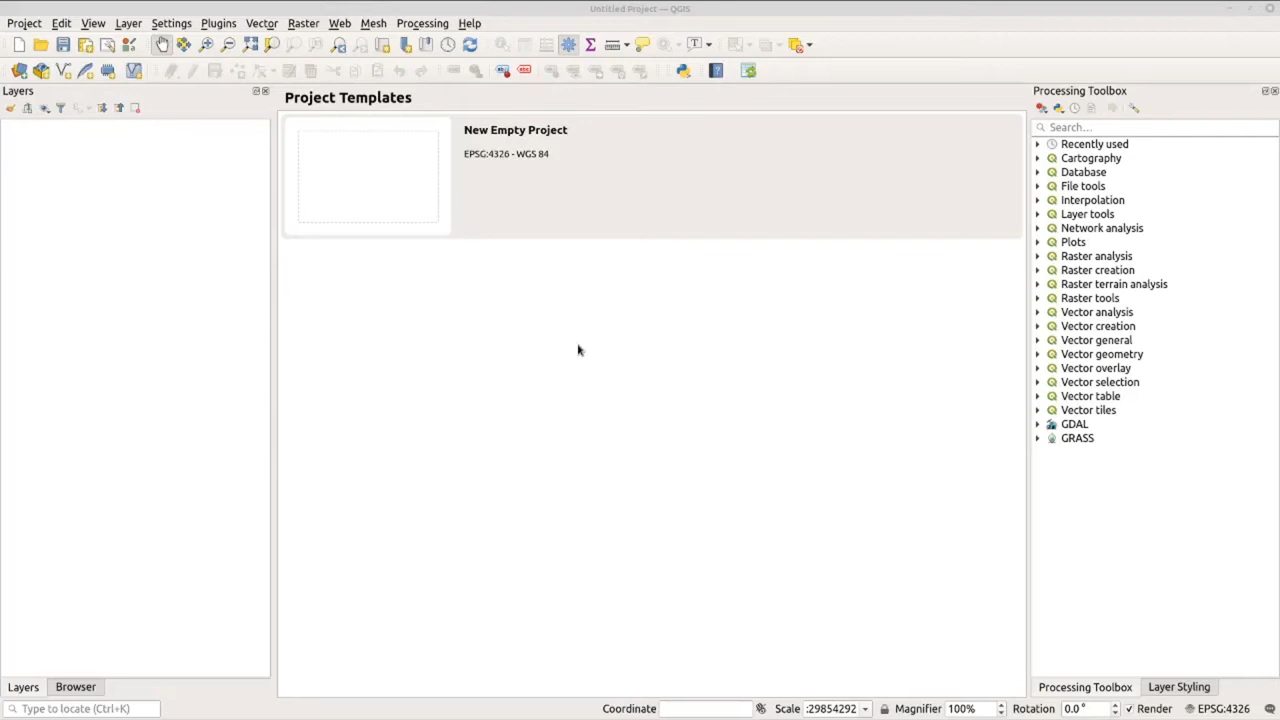 Untitled Project — QGIS
Project Edit View Layer Settings Plugins Vector Raster Web Mesh Processing Help
Layers
Project Templates
New Empty Project
EPSG:4326 - WGS 84
Processing Toolbox
Search...
Recently used
Cartography
Database
File tools
Interpolation
Layer tools
Network analysis
Plots
Raster analysis
Raster creation
Raster terrain analysis
Raster tools
Vector analysis
Vector creation
Vector general
Vector geometry
Vector overlay
Vector selection
Vector table
Vector tiles
GDAL
GRASS
Layers Browser
Processing Toolbox Layer Styling
Type to locate (Ctrl+K) Coordinate Scale :29854292 Magnifier 100% Rotation 0.0 ° Render EPSG:4326